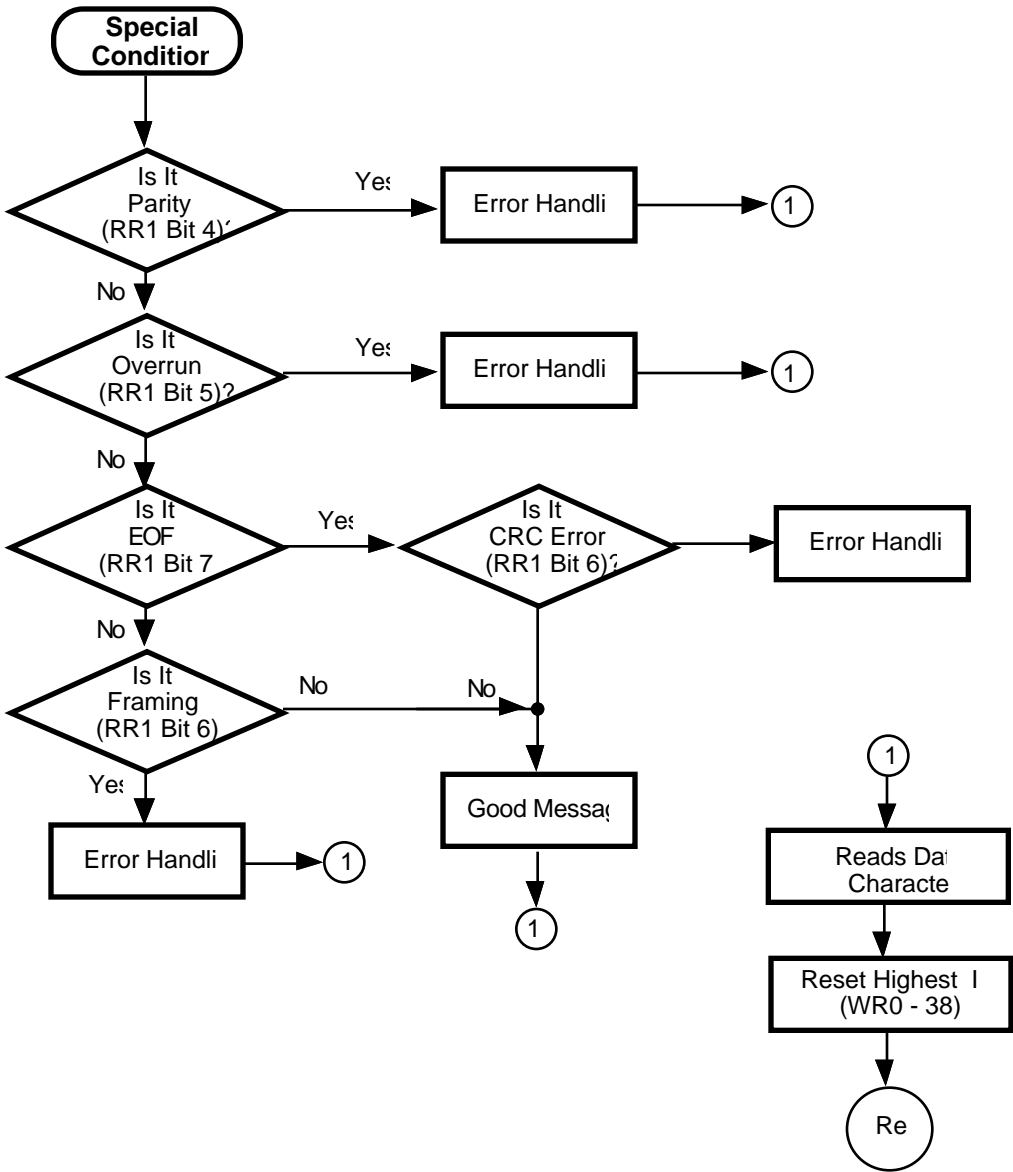 Special
Condition
Is It
Parity
(RR1 Bit 4)?
Yes
Error Handli
1
No
Is It
Overrun
(RR1 Bit 5)?
Yes
Error Handli
1
No
Is It
EOF
(RR1 Bit 7
Yes
Is It
CRC Error
(RR1 Bit 6)?
Error Handli
No
Is It
Framing
(RR1 Bit 6)
No
No
Yes
Error Handli
1
Good Messag
1
1
Reads Dat
Characte
Reset Highest I
(WR0 - 38)
Re